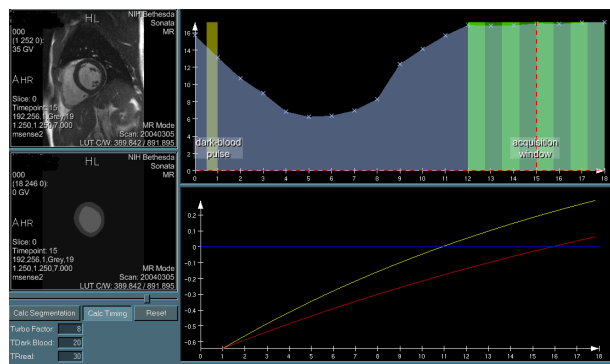 HL
NIH Bethesda
Sonata
MR
000
(1 252 0):
35 GV
AHR
Slice: 0
Timepoint: 15
192.256,1,Grey,19
1.250,1.250,7.000
msense2
MR Mode
Scan: 20040305
LUT C/W: 389.842 / 891.895
HL
NIH Bethesda
Sonata
MR
000
(18 246 0):
0 GV
AHR
Slice: 0
Timepoint: 15
192.256,1,Grey,19
1.250,1.250,7.000
msense2
MR Mode
Scan: 20040305
LUT C/W: 389.842 / 891.895
Calc Segmentation Calc Timing Reset
Turbo Factor: 8
TDark Blood: 20
TRreal: 30
16
14
12
10
8
6
4
2
0
dark-blood
pulse
acquisition
window
0 1 2 3 4 5 6 7 8 9 10 11 12 13 14 15 16 17 18
0.2
0.1
0
-0.1
-0.2
-0.3
-0.4
-0.5
-0.6
0 1 2 3 4 5 6 7 8 9 10 11 12 13 14 15 16 17 18